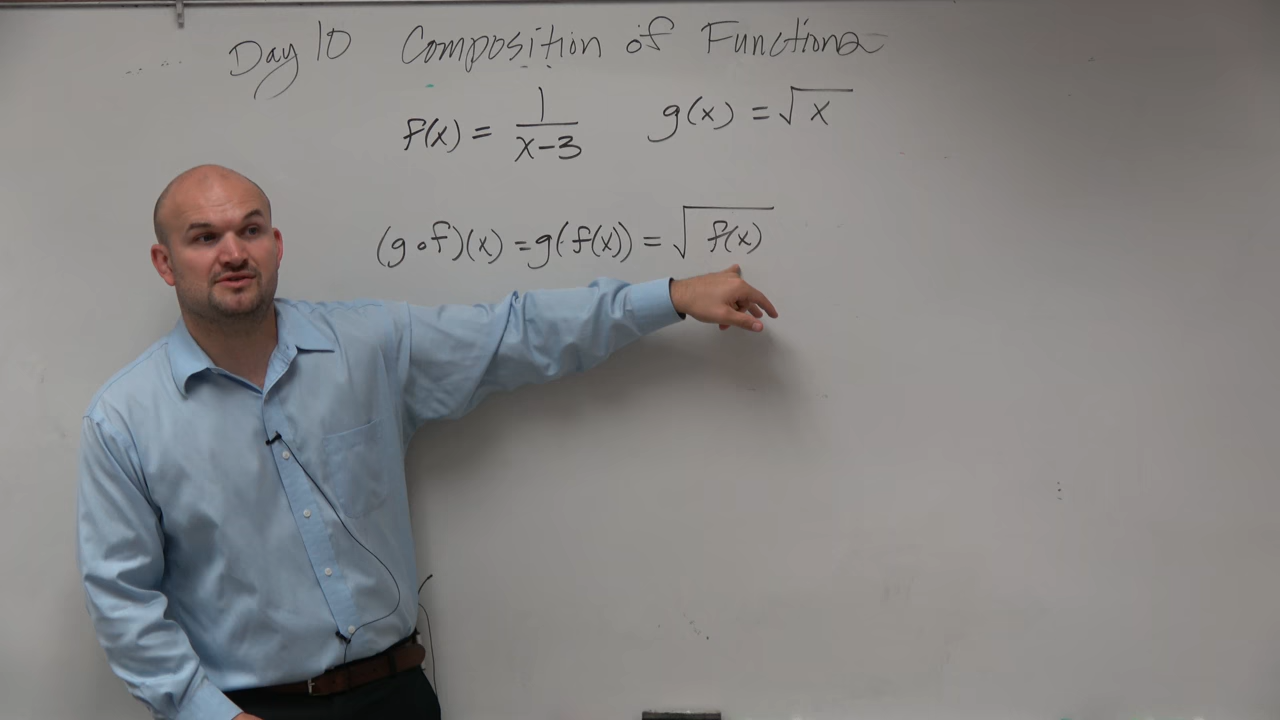 Day 10 Composition of Functions
f(x) = 1/(x-3) g(x) = √x
(g∘f)(x) = g(f(x)) = √f(x)